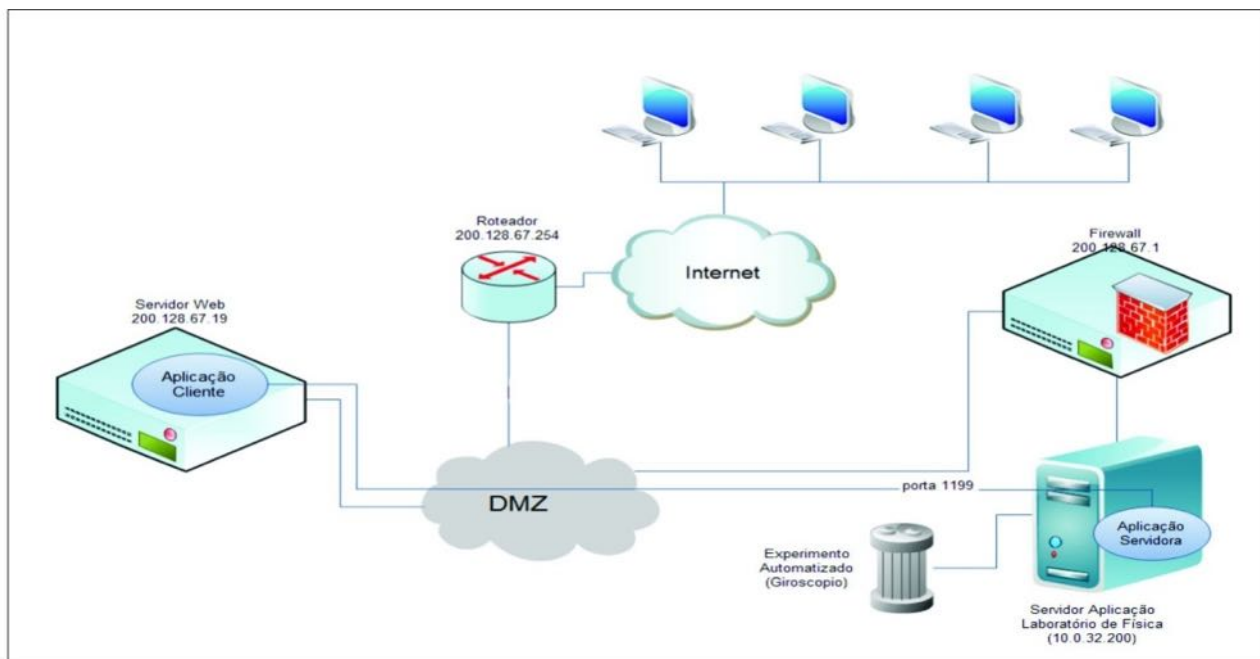 Roteador
200.128.67.254
Internet
Firewall
200.128.67.1
Servidor Web
200.128.67.19
Aplicação
Cliente
DMZ
porta 1199
Aplicação
Servidora
Experimento
Automatizado
(Giroscopio)
Servidor Aplicação
Laboratório de Física
(10.0.32.200)